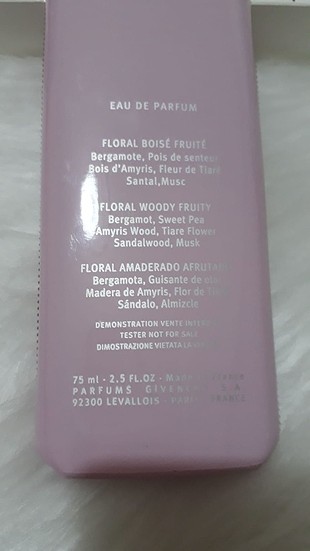 EAU DE PARFUM
FLORAL BOISÉ FRUITÉ
Bergamote, Pois de senteur
Bois d'Amyris, Fleur de Tiaré
Santal,Musc
FLORAL WOODY FRUITY
Bergamot, Sweet Pea
Amyris Wood, Tiare Flower
Sandalwood, Musk
FLORAL AMADERADO AFRUTADO
Bergamota, Guisante de
Madera de Amyris, Flor de
Sándalo, Almizcle
DEMONSTRATION VENTE
TESTER NOT FOR SALE
DIMOSTRAZIONE VIETATA LA
75 ml - 2.5 FL.OZ - Made
PARFUMS GIVENCHY S.A.
92300 LEVALLOIS - FRANCE